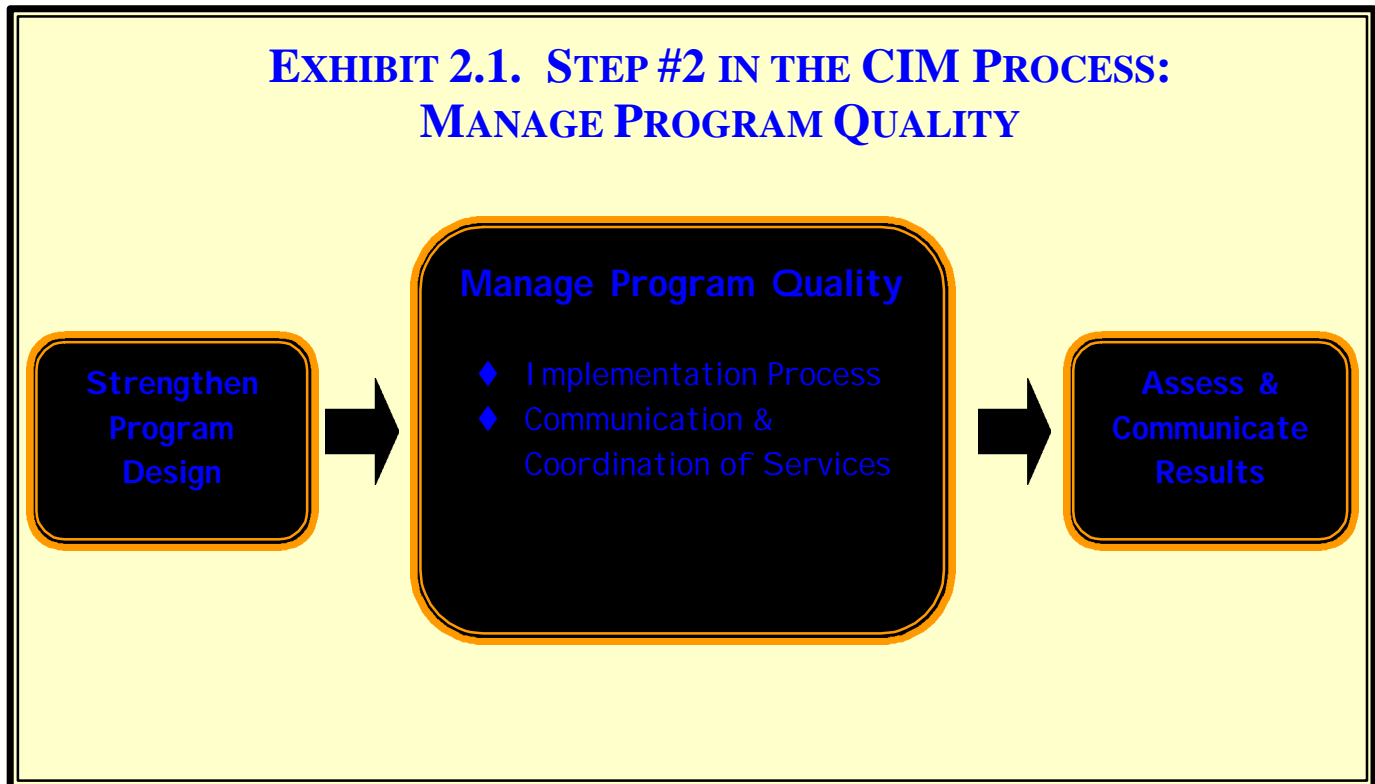 EXHIBIT 2.1. STEP #2 IN THE CIM PROCESS:
MANAGE PROGRAM QUALITY
Strengthen
Program
Design
Manage Program Quality
♦ Implementation Process
♦ Communication &
Coordination of Services
Assess &
Communicate
Results